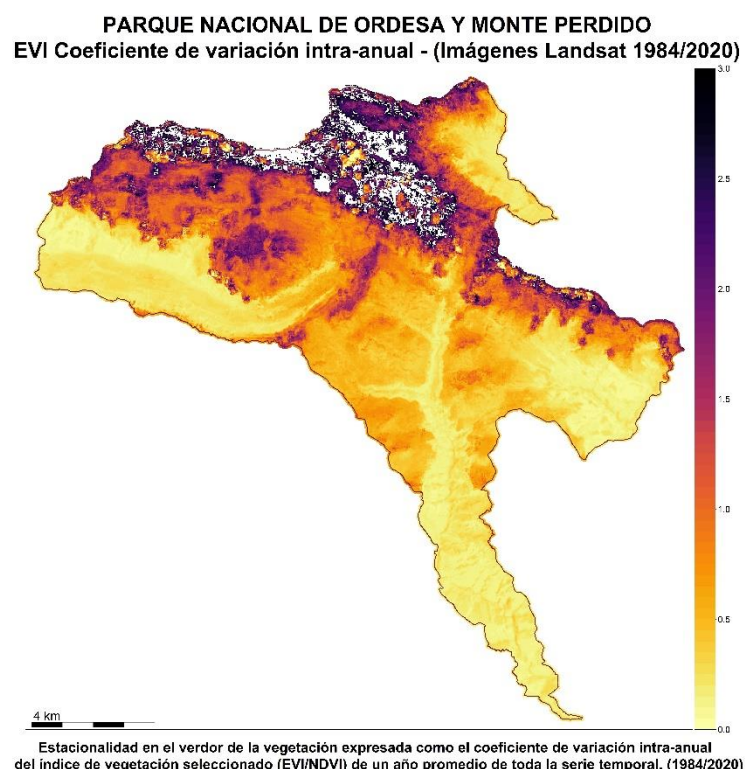 PARQUE NACIONAL DE ORDESA Y MONTE PERDIDO
EVI Coeficiente de variación intra-anual - (Imágenes Landsat 1984/2020)
3.0
2.5
2.0
1.5
1.0
0.5
0.0
4 km
Estacionalidad en el verdor de la vegetación expresada como el coeficiente de variación intra-anual
del índice de vegetación seleccionado (EVI/NDVI) de un año promedio de toda la serie temporal. (1984/2020)